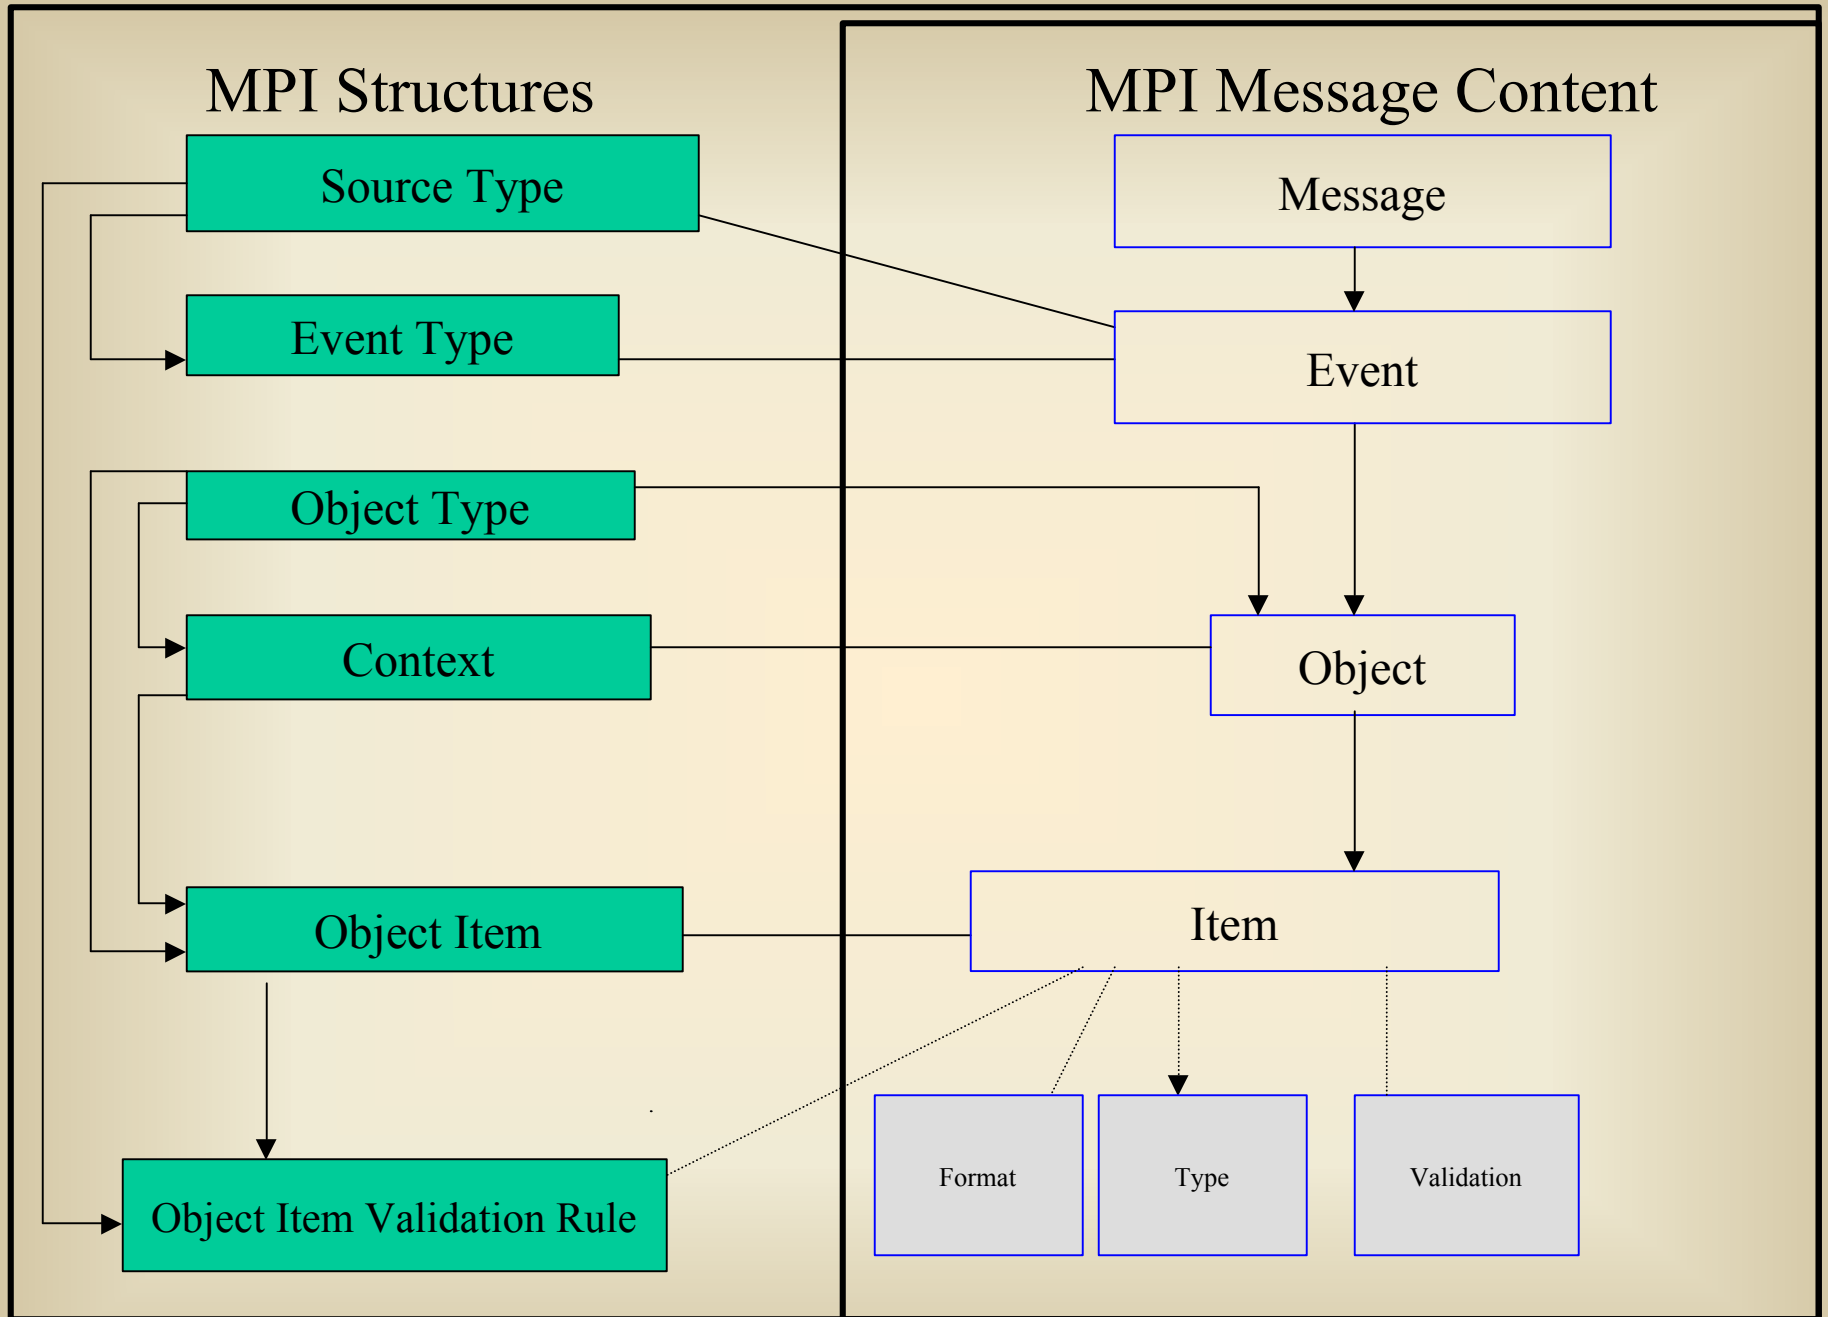 MPI Structures
Source Type
Event Type
Object Type
Context
Object Item
Object Item Validation Rule
MPI Message Content
Message
Event
Object
Item
Format
Type
Validation